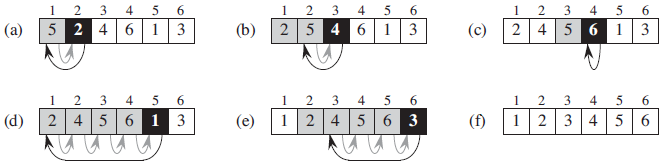 1 2 3 4 5 6
(a) 5 2 4 6 1 3
1 2 3 4 5 6
(b) 2 5 4 6 1 3
1 2 3 4 5 6
(c) 2 4 5 6 1 3
1 2 3 4 5 6
(d) 2 4 5 6 1 3
1 2 3 4 5 6
(e) 1 2 4 5 6 3
1 2 3 4 5 6
(f) 1 2 3 4 5 6